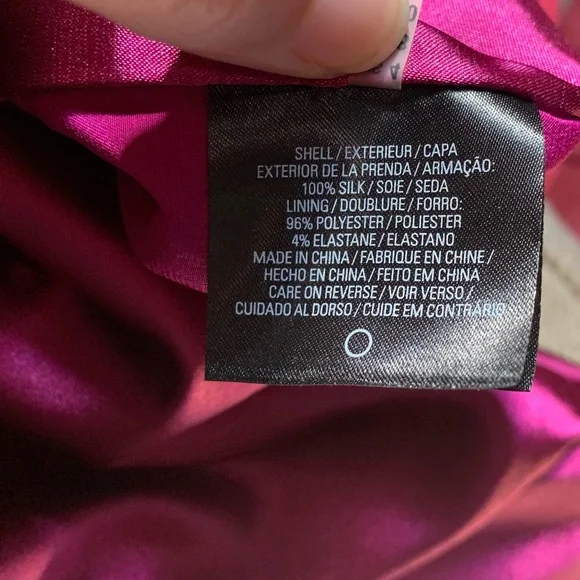 SHELL / EXTERIEUR / CAPA
EXTERIOR DE LA PRENDA / ARMAÇÃO:
100% SILK / SOIE / SEDA
LINING / DOUBLURE / FORRO:
96% POLYESTER / POLIESTER
4% ELASTANE / ELASTANO
MADE IN CHINA / FABRIQUE EN CHINE /
HECHO EN CHINA / FEITO EM CHINA
CARE ON REVERSE / VOIR VERSO /
CUIDADO AL DORSO / CUIDE EM CONTRÁRIO